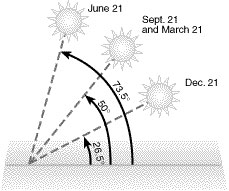 June 21
Sept. 21
and March 21
Dec. 21
73.5°
50°
26.5°